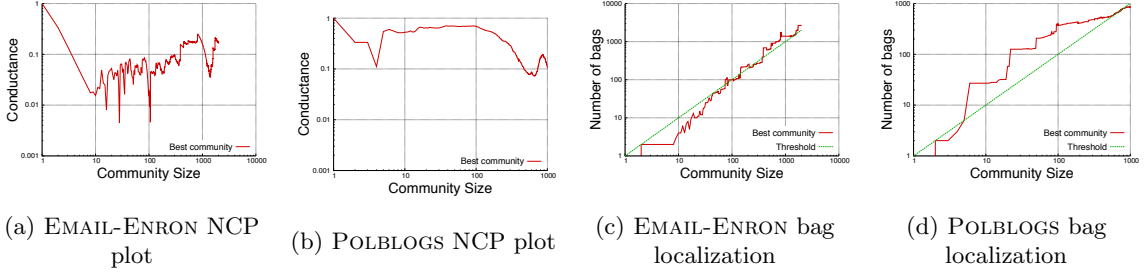 1
0.1
0.01
0.001
1
10
100
1000
10000
Conductance
Community Size
Best community
(a) EMAIL-ENRON NCP
plot
1
0.1
0.01
0.001
1
10
100
1000
Conductance
Community Size
Best community
(b) POLBLOGS NCP plot
10000
1000
100
10
1
1
10
100
1000
10000
Number of bags
Community Size
Best community
Threshold
(c) EMAIL-ENRON bag
localization
1000
100
10
1
1
10
100
1000
Number of bags
Community Size
Best community
Threshold
(d) POLBLOGS bag
localization